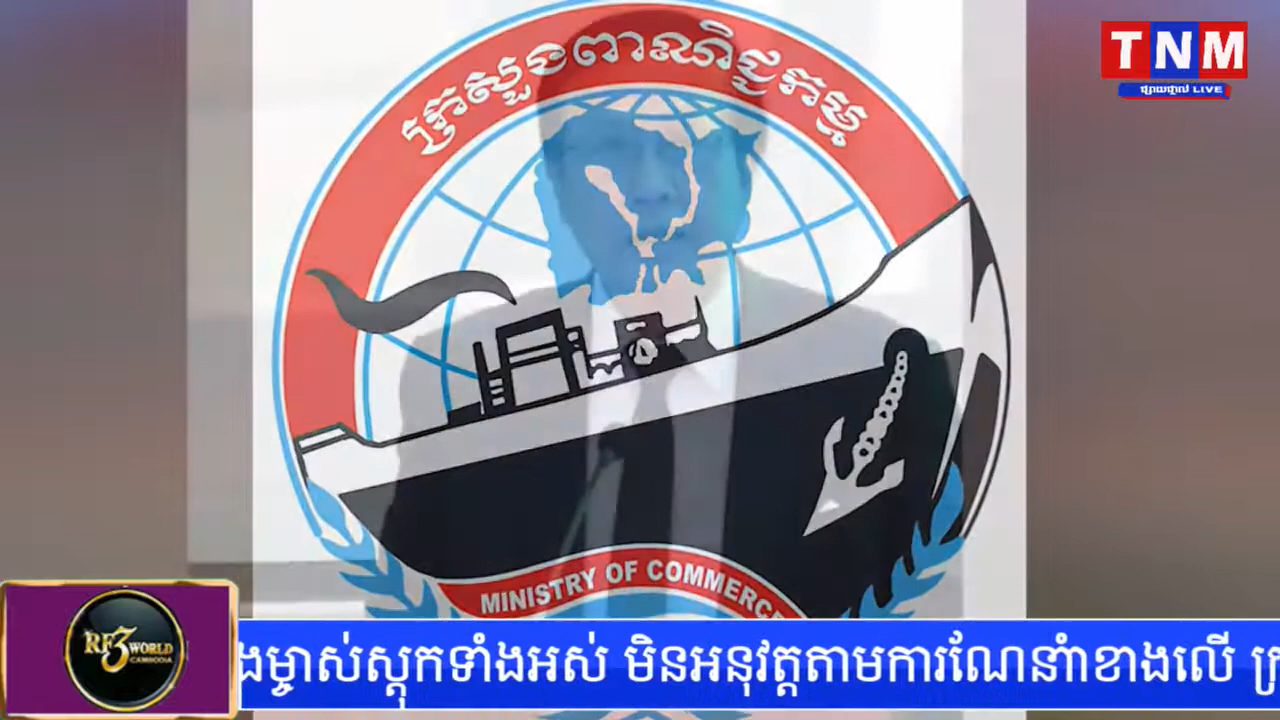 ក្រសួងពាណិជ្ជកម្ម
TNM
ផ្សាយផ្ទាល់ LIVE
MINISTRY OF COMMERCE
RF3WORLD
CAMBODIA
ងម្ចាស់ស្តុកទាំងអស់ មិនអនុវត្តតាមការណែនាំខាងលើ